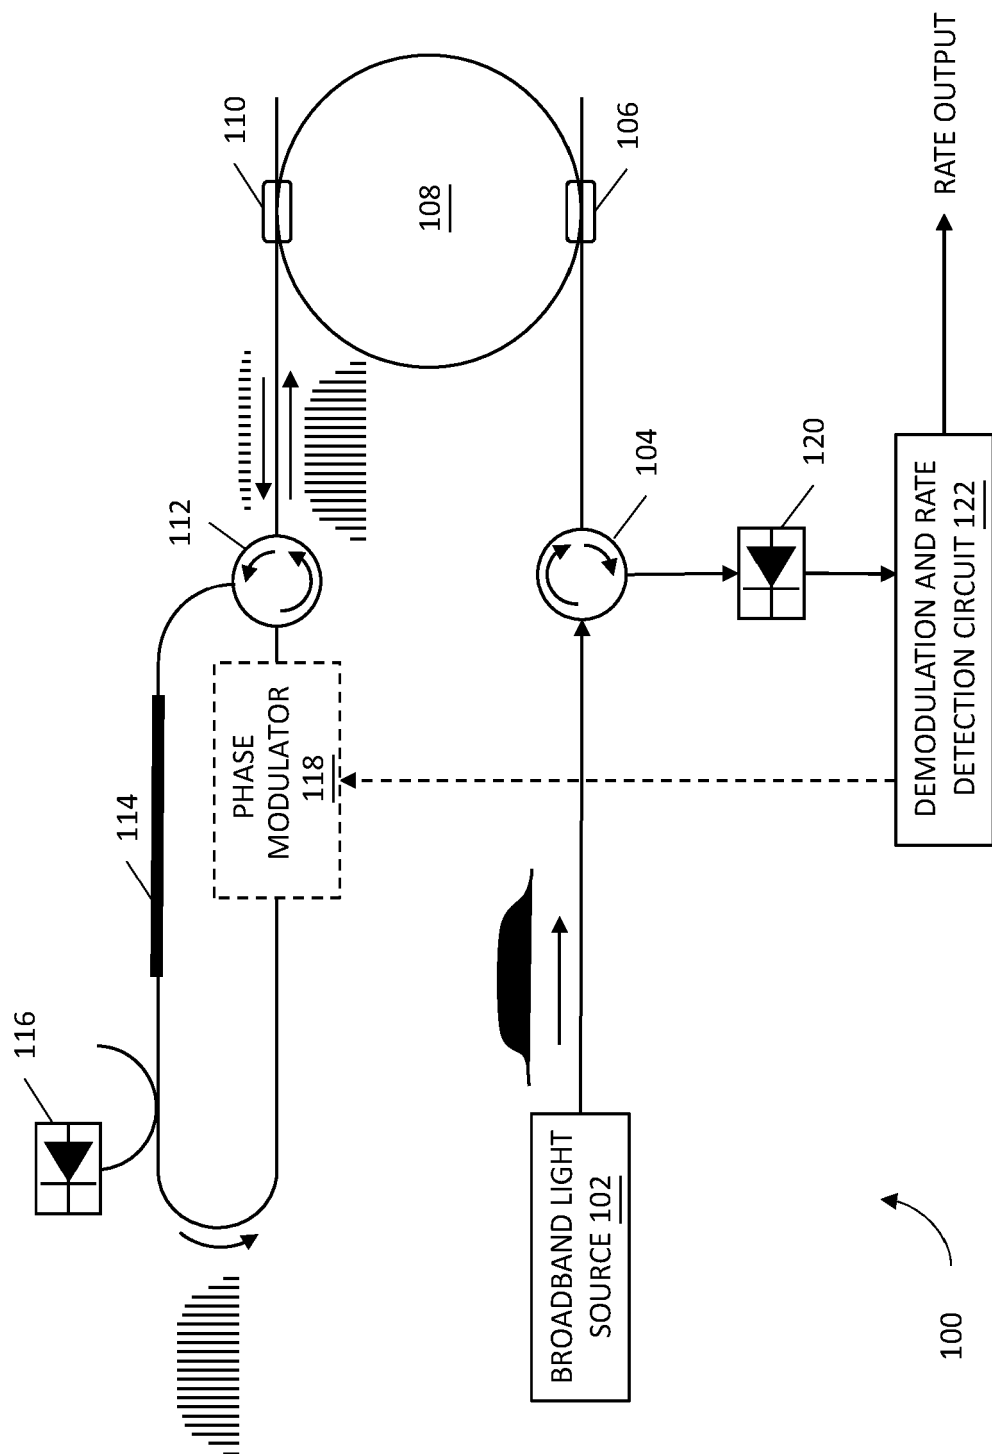 116
114
112
110
PHASE
MODULATOR
118
108
106
104
BROADBAND LIGHT
SOURCE 102
120
DEMODULATION AND RATE
DETECTION CIRCUIT 122
RATE OUTPUT
100